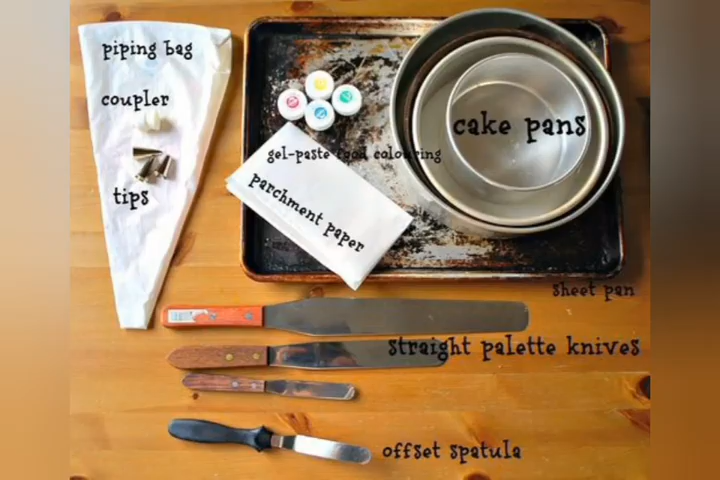 piping bag
coupler
tips
gel-paste food colouring
parchment paper
cake pans
sheet pan
straight palette knives
offset spatula